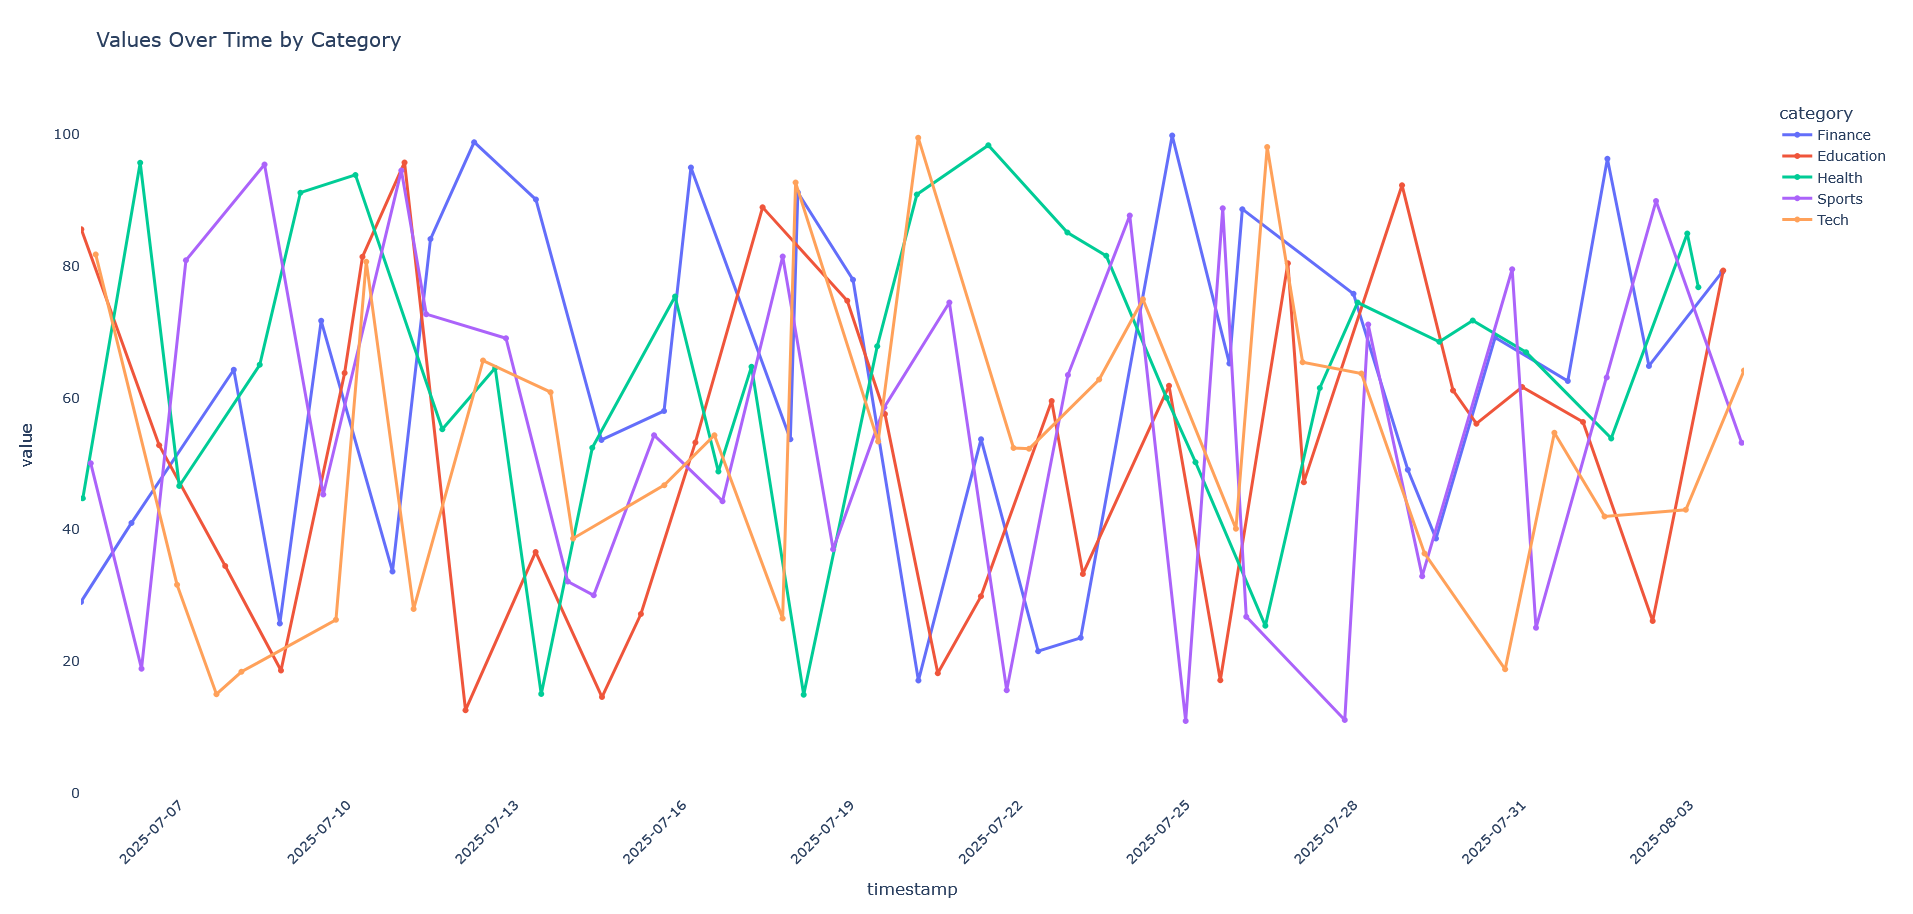 Values Over Time by Category
category
Finance
Education
Health
Sports
Tech
100
80
60
40
20
0
value
2025-07-07
2025-07-10
2025-07-13
2025-07-16
2025-07-19
2025-07-22
2025-07-25
2025-07-28
2025-07-31
2025-08-03
timestamp